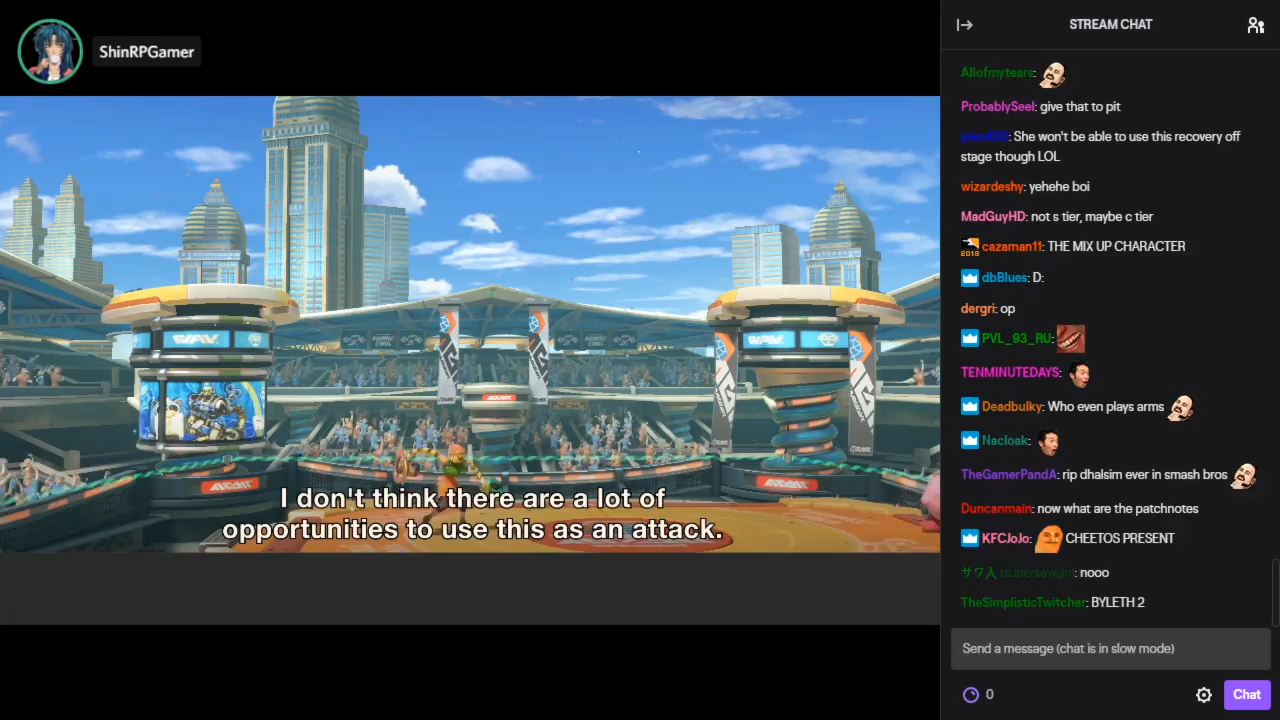 ShinRPGamer
I don't think there are a lot of
opportunities to use this as an attack.
STREAM CHAT
Allofmytears:
ProbablySeel: give that to pit
: She won't be able to use this recovery off
stage though LOL
wizardeshy: yehehe boi
MadGuyHD: not s tier, maybe c tier
2019 cazaman11: THE MIX UP CHARACTER
dbBlues: D:
dergri: op
PVL_93_RU:
TENMINUTEDAYS:
Deadbulky: Who even plays arms
Nacloak:
TheGamerPandA: rip dhalsim ever in smash bros
Duncanmain: now what are the patchnotes
KFCJoJo: CHEETOS PRESENT
サワ人 (supersawajin): nooo
TheSimplisticTwitcher: BYLETH 2
Send a message (chat is in slow mode)
0
Chat